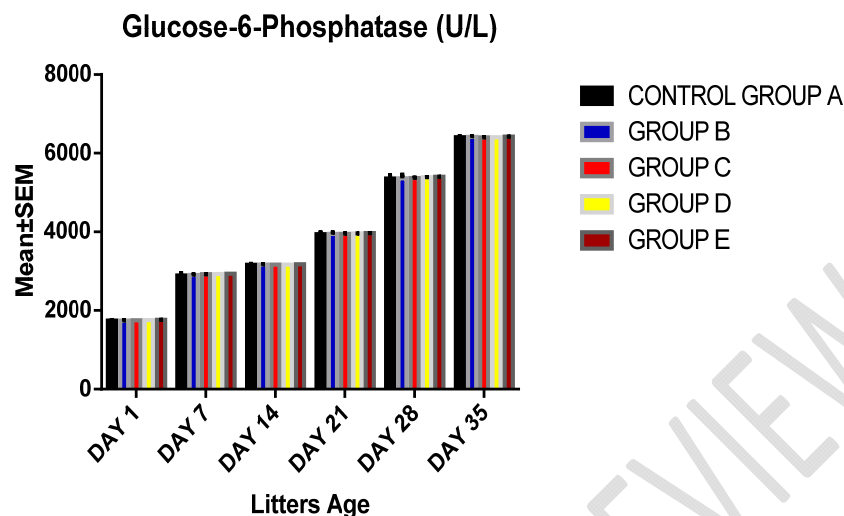 Glucose-6-Phosphatase (U/L)
8000
6000
4000
2000
0
Mean±SEM
DAY 1
DAY 7
DAY 14
DAY 21
DAY 28
DAY 35
Litters Age
CONTROL GROUP A
GROUP B
GROUP C
GROUP D
GROUP E
EVIEW